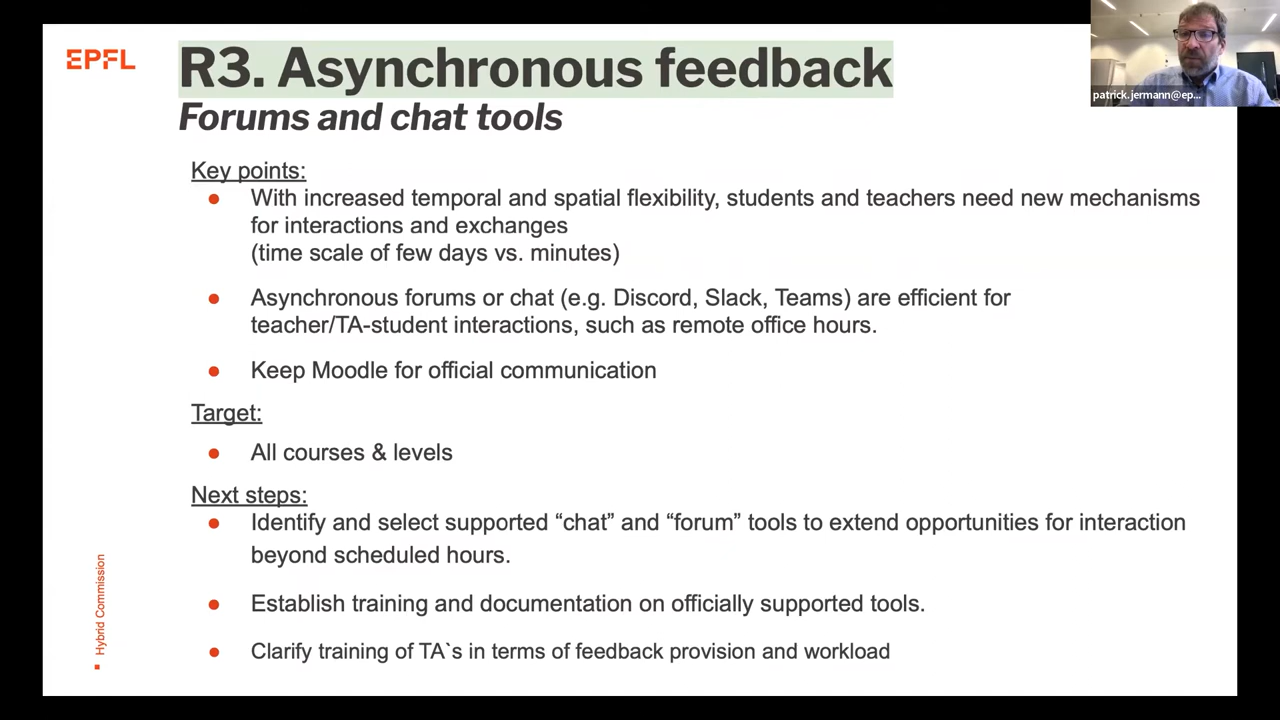 EPFL
R3. Asynchronous feedback
Forums and chat tools
patrick.jermann@ep...
Key points:
● With increased temporal and spatial flexibility, students and teachers need new mechanisms
for interactions and exchanges
(time scale of few days vs. minutes)
● Asynchronous forums or chat (e.g. Discord, Slack, Teams) are efficient for
teacher/TA-student interactions, such as remote office hours.
● Keep Moodle for official communication
Target:
● All courses & levels
Next steps:
● Identify and select supported “chat” and “forum” tools to extend opportunities for interaction
beyond scheduled hours.
● Establish training and documentation on officially supported tools.
● Clarify training of TA`s in terms of feedback provision and workload
Hybrid Commission